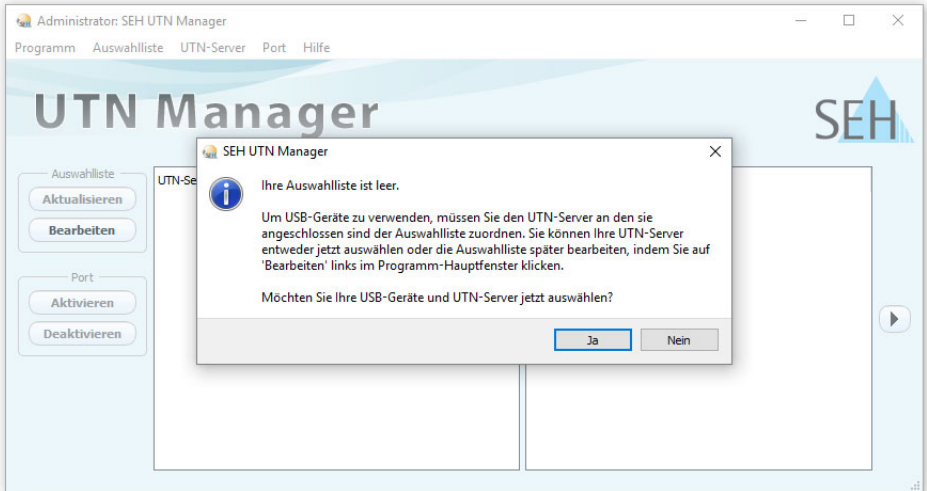 Administrator: SEH UTN Manager
Programm Auswahlliste UTN-Server Port Hilfe
UTN Manager
SEH
SEH UTN Manager
Auswahlliste
Aktualisieren
Bearbeiten
Port
Aktivieren
Deaktivieren
UTN-Se
Ihre Auswahlliste ist leer.
Um USB-Geräte zu verwenden, müssen Sie den UTN-Server an den sie
angeschlossen sind der Auswahlliste zuordnen. Sie können Ihre UTN-Server
entweder jetzt auswählen oder die Auswahlliste später bearbeiten, indem Sie auf
'Bearbeiten' links im Programm-Hauptfenster klicken.
Möchten Sie Ihre USB-Geräte und UTN-Server jetzt auswählen?
Ja Nein